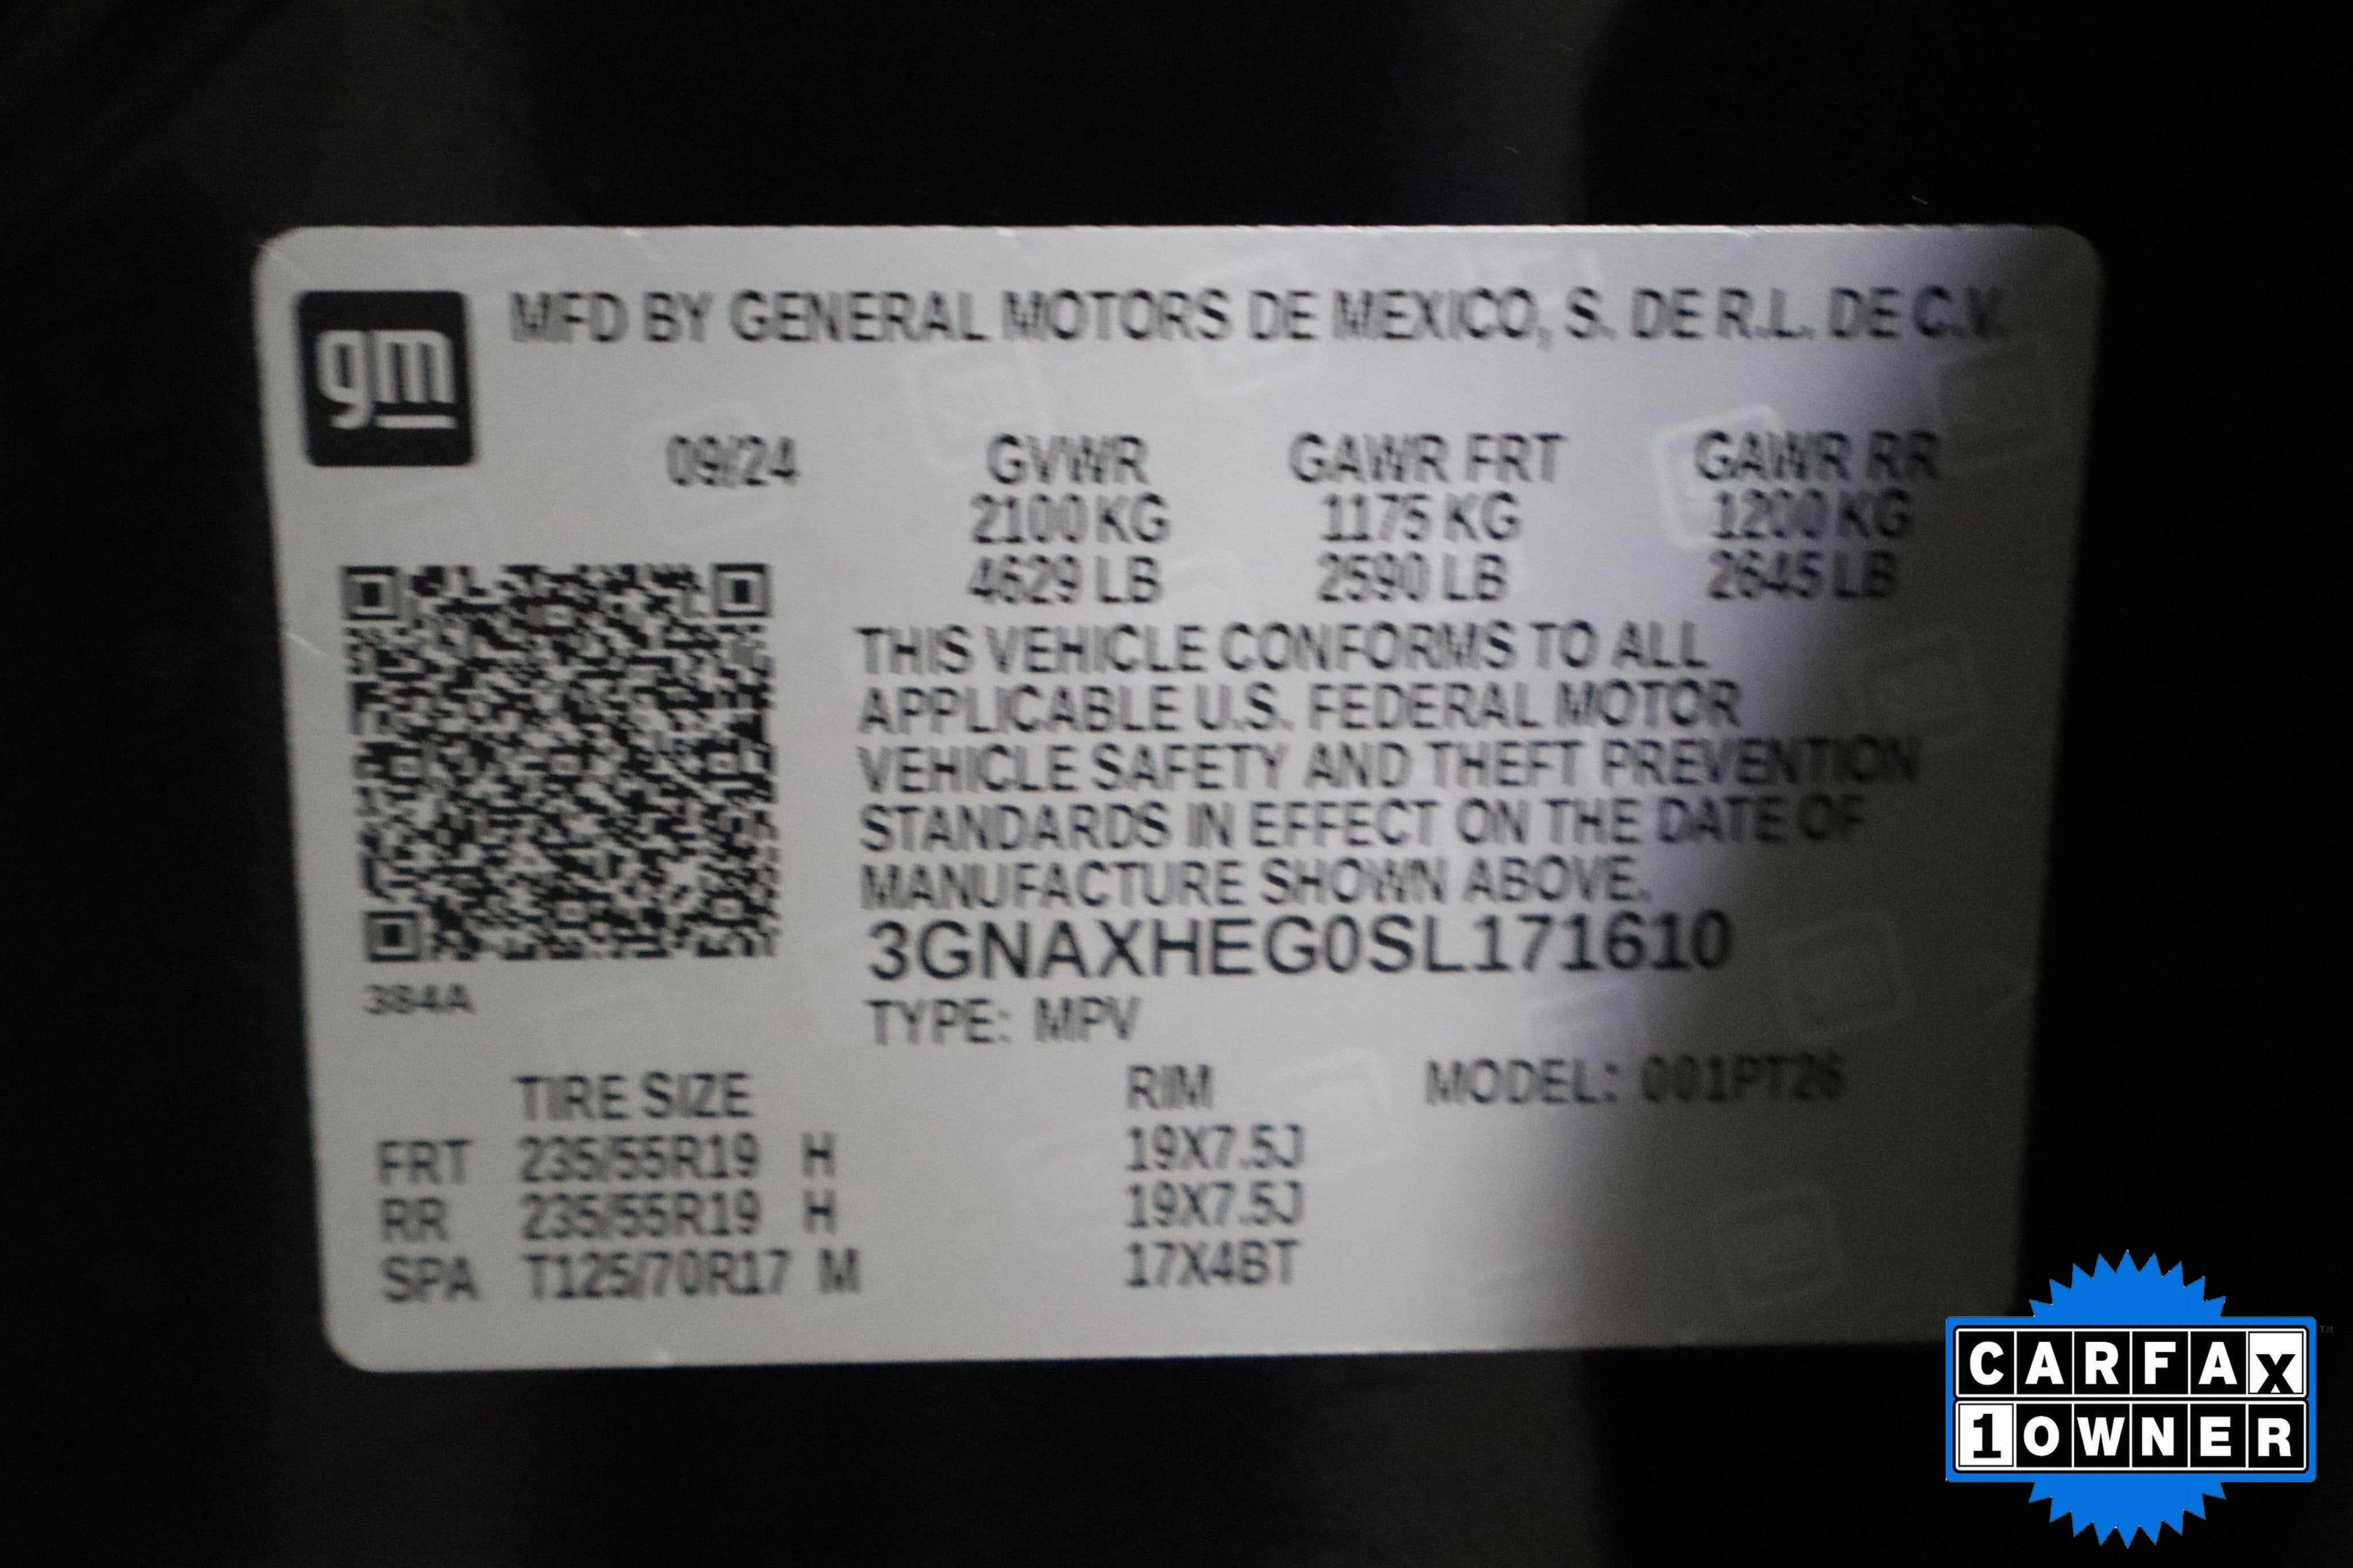 gm
MFD BY GENERAL MOTORS DE MEXICO, S. DE R.L. DE C.V.
09/24 GVWR GAWR FRT GAWR RR
2100 KG 1175 KG 1200 KG
4629 LB 2590 LB 2645 LB
THIS VEHICLE CONFORMS TO ALL
APPLICABLE U.S. FEDERAL MOTOR
VEHICLE SAFETY AND THEFT PREVENTION
STANDARDS IN EFFECT ON THE DATE OF
MANUFACTURE SHOWN ABOVE.
3GNAXHEG0SL171610
384A
TYPE: MPV
TIRE SIZE RIM MODEL: 001PT26
FRT 235/55R19 H 19X7.5J
RR 235/55R19 H 19X7.5J
SPA T125/70R17 M 17X4BT
CARFAX
1 OWNER
TM